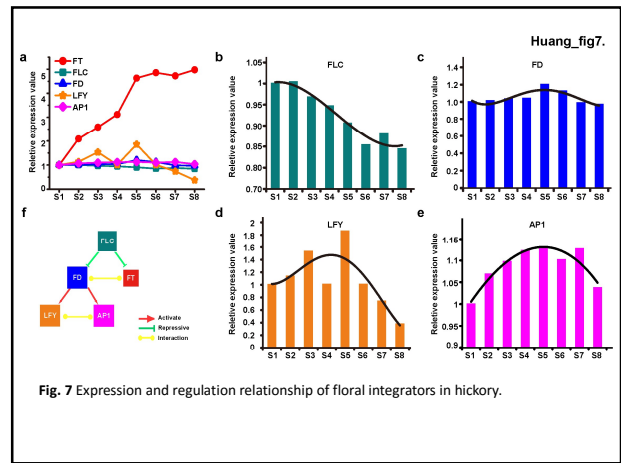 Huang_fig7.
a
FT
FLC
FD
LFY
AP1
Reletive expression value
5
4
3
2
1
0
S1 S2 S3 S4 S5 S6 S7 S8
b
FLC
Reletive expression value
1.05
1.00
0.95
0.90
0.85
0.80
0.70
S1 S2 S3 S4 S5 S6 S7 S8
c
FD
Reletive expression value
1.4
1.2
1.0
0.8
0.6
0.4
0.2
0
S1 S2 S3 S4 S5 S6 S7 S8
f
FLC
FD
FT
LFY
AP1
Activate
Repressive
Interaction
d
LFY
Reletive expression value
2
1.8
1.6
1.4
1.2
1.0
0.8
0.6
0.4
0.2
0.0
S1 S2 S3 S4 S5 S6 S7 S8
e
AP1
Reletive expression value
1.16
1.11
1.05
1
0.95
0.9
S1 S2 S3 S4 S5 S6 S7 S8
Fig. 7 Expression and regulation relationship of floral integrators in hickory.